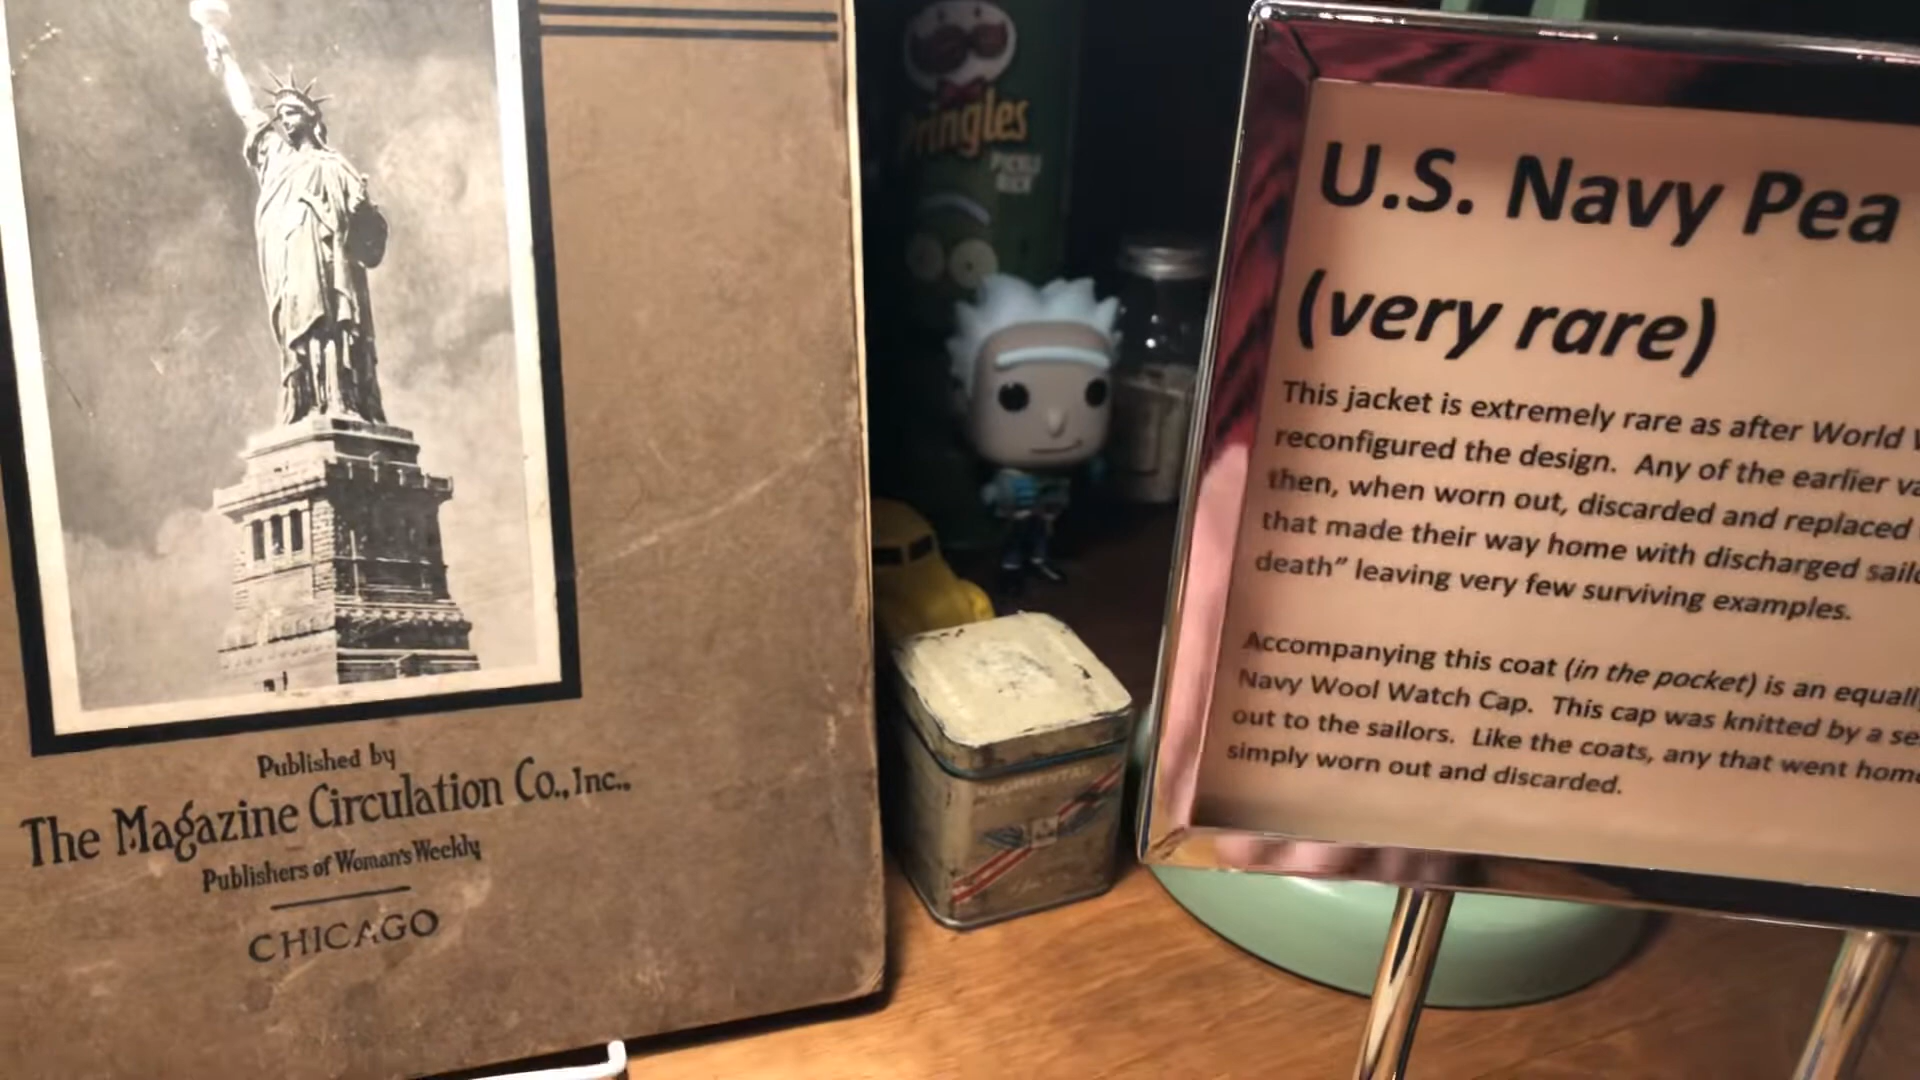 Published by
The Magazine Circulation Co., Inc.,
Publishers of Woman's Weekly
CHICAGO
Pringles
PICKLE
RICK
REGIMENTAL
U.S. Navy Pea
(very rare)
This jacket is extremely rare as after World
reconfigured the design. Any of the earlier
then, when worn out, discarded and replaced
that made their way home with discharged
death" leaving very few surviving examples.
Accompanying this coat (in the pocket) is an
Navy Wool Watch Cap. This cap was knitted by a
out to the sailors. Like the coats, any that went
simply worn out and discarded.